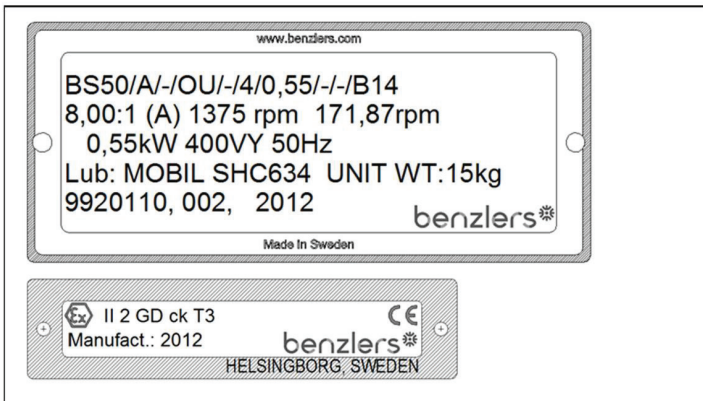 www.benzlers.com
BS50/A/-/OU/-/4/0,55/-/-/B14
8,00:1 (A) 1375 rpm 171,87rpm
0,55kW 400VY 50Hz
Lub: MOBIL SHC634 UNIT WT:15kg
9920110, 002, 2012
benzlers
Made in Sweden
Ex II 2 GD ck T3 CE
Manufact.: 2012
benzlers
HELSINGBORG, SWEDEN